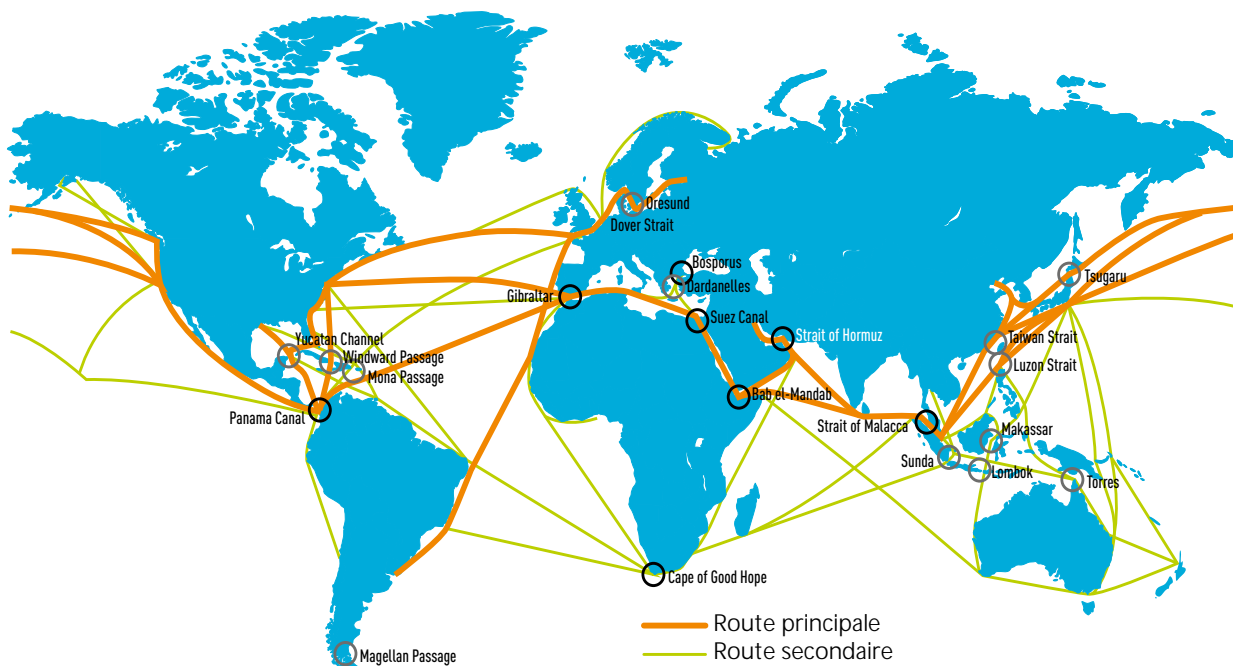 Oresund
Dover Strait
Bosporus
Dardanelles
Gibraltar
Tsugaru
Suez Canal
Strait of Hormuz
Yucatan Channel
Windward Passage
Mona Passage
Taiwan Strait
Luzon Strait
Bab el-Mandab
Panama Canal
Strait of Malacca
Makassar
Sunda
Lombok
Torres
Cape of Good Hope
Route principale
Route secondaire
Magellan Passage